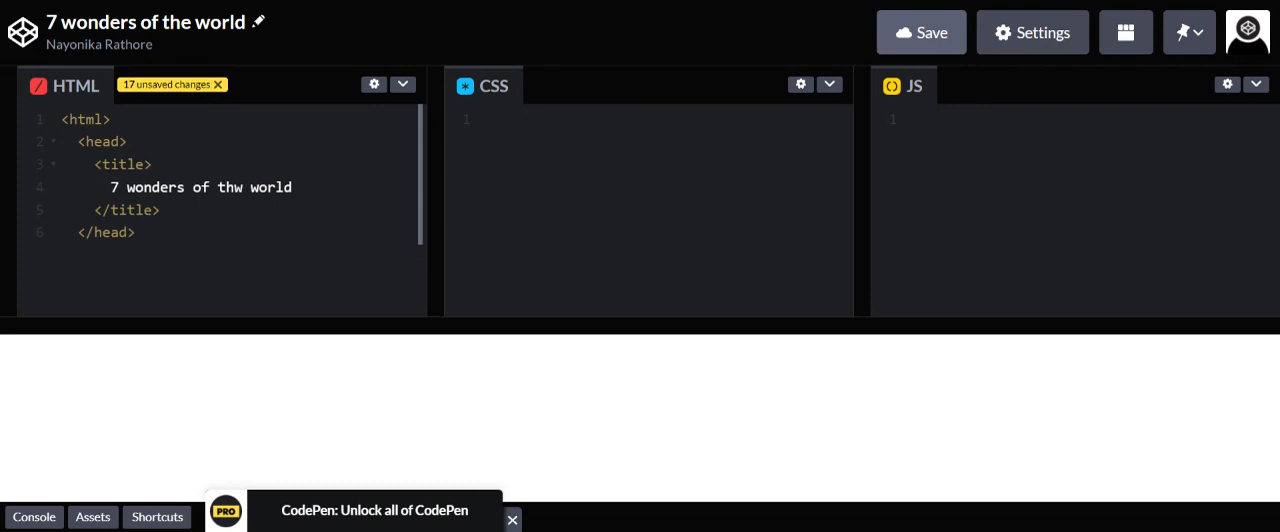 7 wonders of the world
Nayonika Rathore
Save
Settings
HTML
17 unsaved changes X
CSS
JS
1 <html>
2 <head>
3 <title>
4 7 wonders of thw world
5 </title>
6 </head>
1
1
Console
Assets
Shortcuts
PRO
CodePen: Unlock all of CodePen